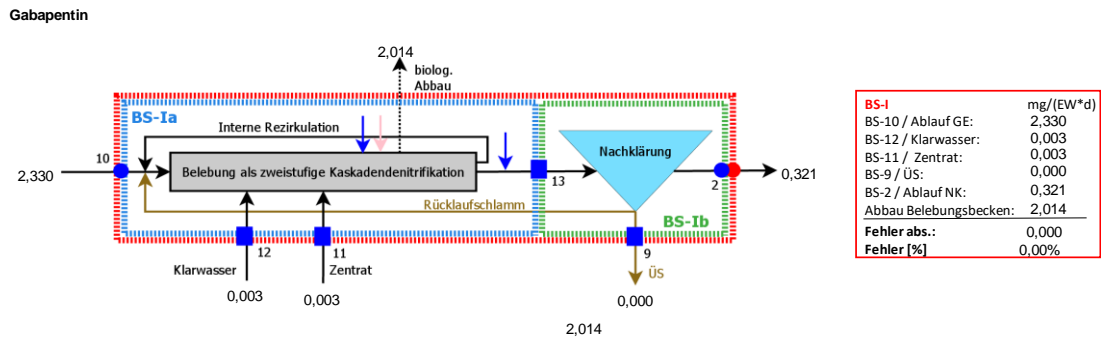 Gabapentin
2,014
biolog.
Abbau
BS-Ia
Interne Rezirkulation
10
2,330
Belebung als zweistufige Kaskadendenitrifikation
Nachklärung
13
2
0,321
Rücklaufschlamm
BS-Ib
12
11
9
Klarwasser
Zentrat
ÜS
0,003
0,003
0,000
2,014
BS-I mg/(EW*d)
BS-10 / Ablauf GE: 2,330
BS-12 / Klarwasser: 0,003
BS-11 / Zentrat: 0,003
BS-9 / ÜS: 0,000
BS-2 / Ablauf NK: 0,321
Abbau Belebungsbecken: 2,014
Fehler abs.: 0,000
Fehler [%] 0,00%